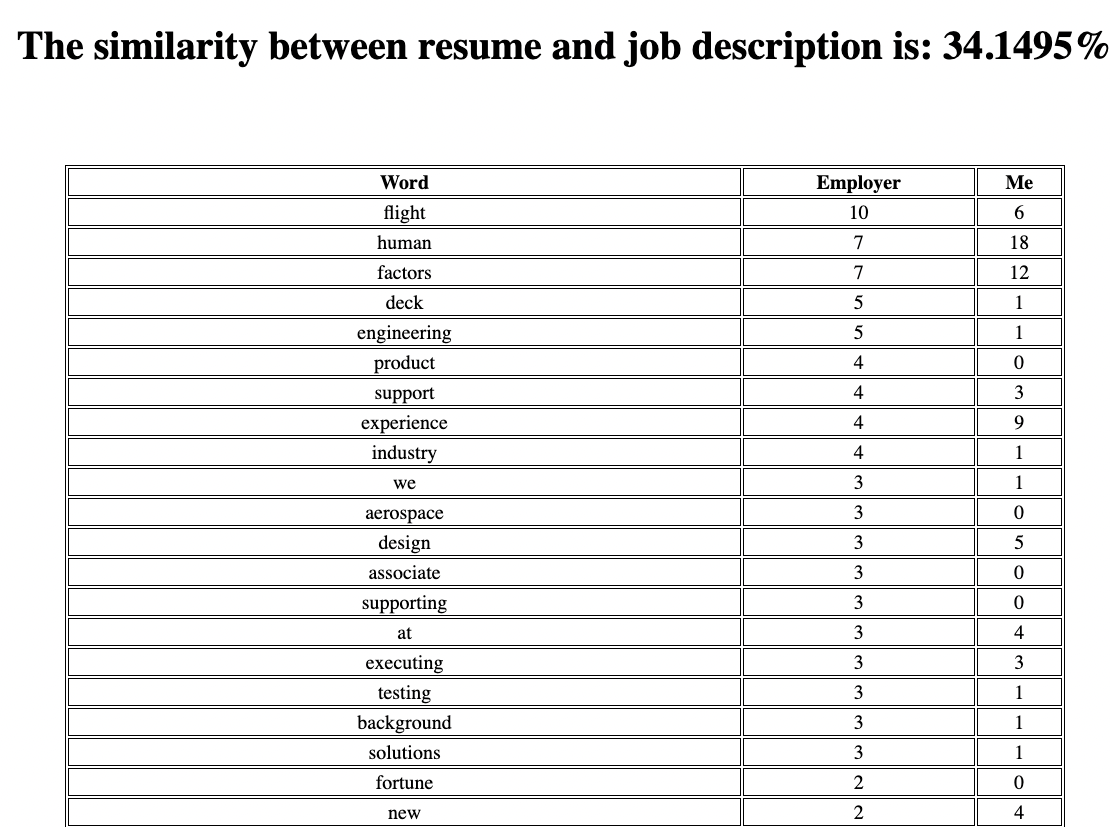 The similarity between resume and job description is: 34.1495%
Word Employer Me
flight 10 6
human 7 18
factors 7 12
deck 5 1
engineering 5 1
product 4 0
support 4 3
experience 4 9
industry 4 1
we 3 1
aerospace 3 0
design 3 5
associate 3 0
supporting 3 0
at 3 4
executing 3 3
testing 3 1
background 3 1
solutions 3 1
fortune 2 0
new 2 4